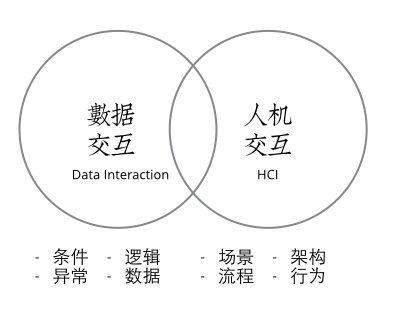 數据
交互
Data Interaction
人机
交互
HCI
- 条件 - 逻辑
- 异常 - 数据
- 场景 - 架构
- 流程 - 行为